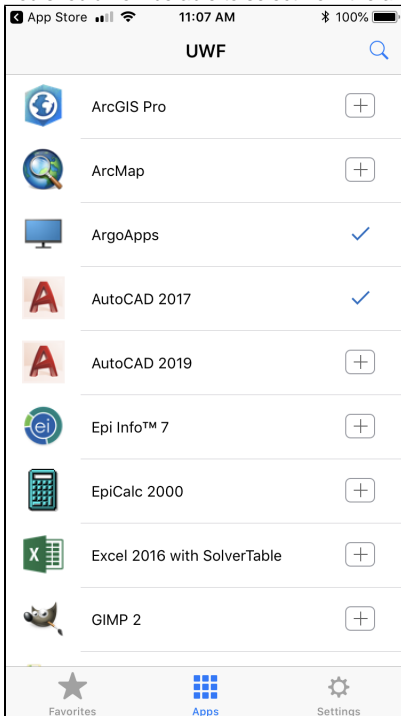 App Store 11:07 AM 100%
UWF
ArcGIS Pro
ArcMap
ArgoApps
AutoCAD 2017
AutoCAD 2019
ei
Epi Info™ 7
EpiCalc 2000
X
Excel 2016 with SolverTable
GIMP 2
Favorites Apps Settings